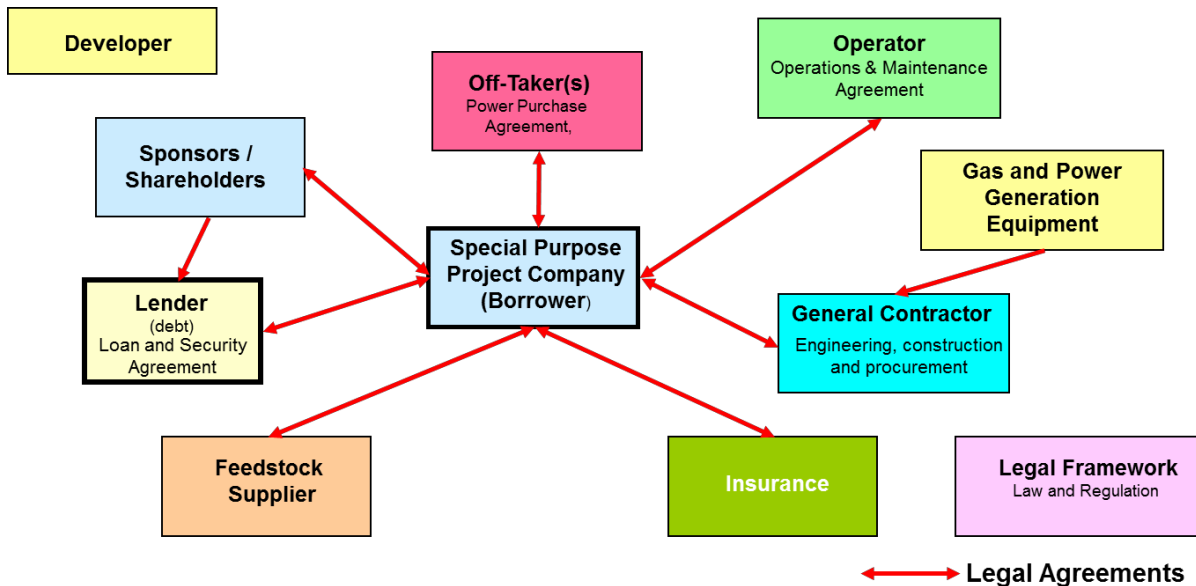 Developer
Off-Taker(s)
Power Purchase
Agreement,
Operator
Operations & Maintenance
Agreement
Sponsors /
Shareholders
Gas and Power
Generation
Equipment
Special Purpose
Project Company
(Borrower)
Lender
(debt)
Loan and Security
Agreement
General Contractor
Engineering, construction
and procurement
Feedstock
Supplier
Insurance
Legal Framework
Law and Regulation
Legal Agreements